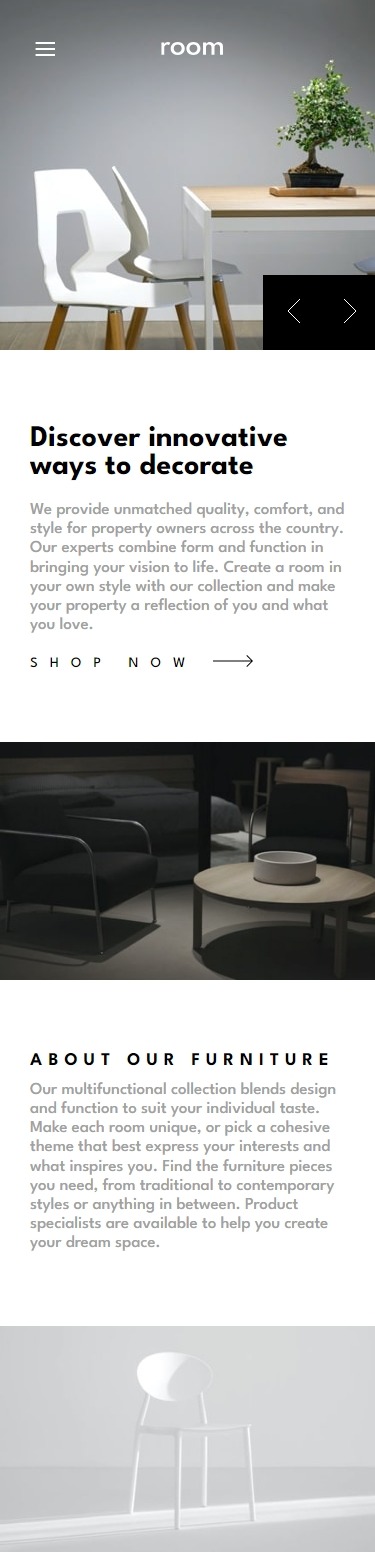 room
Discover innovative
ways to decorate
We provide unmatched quality, comfort, and
style for property owners across the country.
Our experts combine form and function in
bringing your vision to life. Create a room in
your own style with our collection and make
your property a reflection of you and what
you love.
SHOP NOW
ABOUT OUR FURNITURE
Our multifunctional collection blends design
and function to suit your individual taste.
Make each room unique, or pick a cohesive
theme that best express your interests and
what inspires you. Find the furniture pieces
you need, from traditional to contemporary
styles or anything in between. Product
specialists are available to help you create
your dream space.